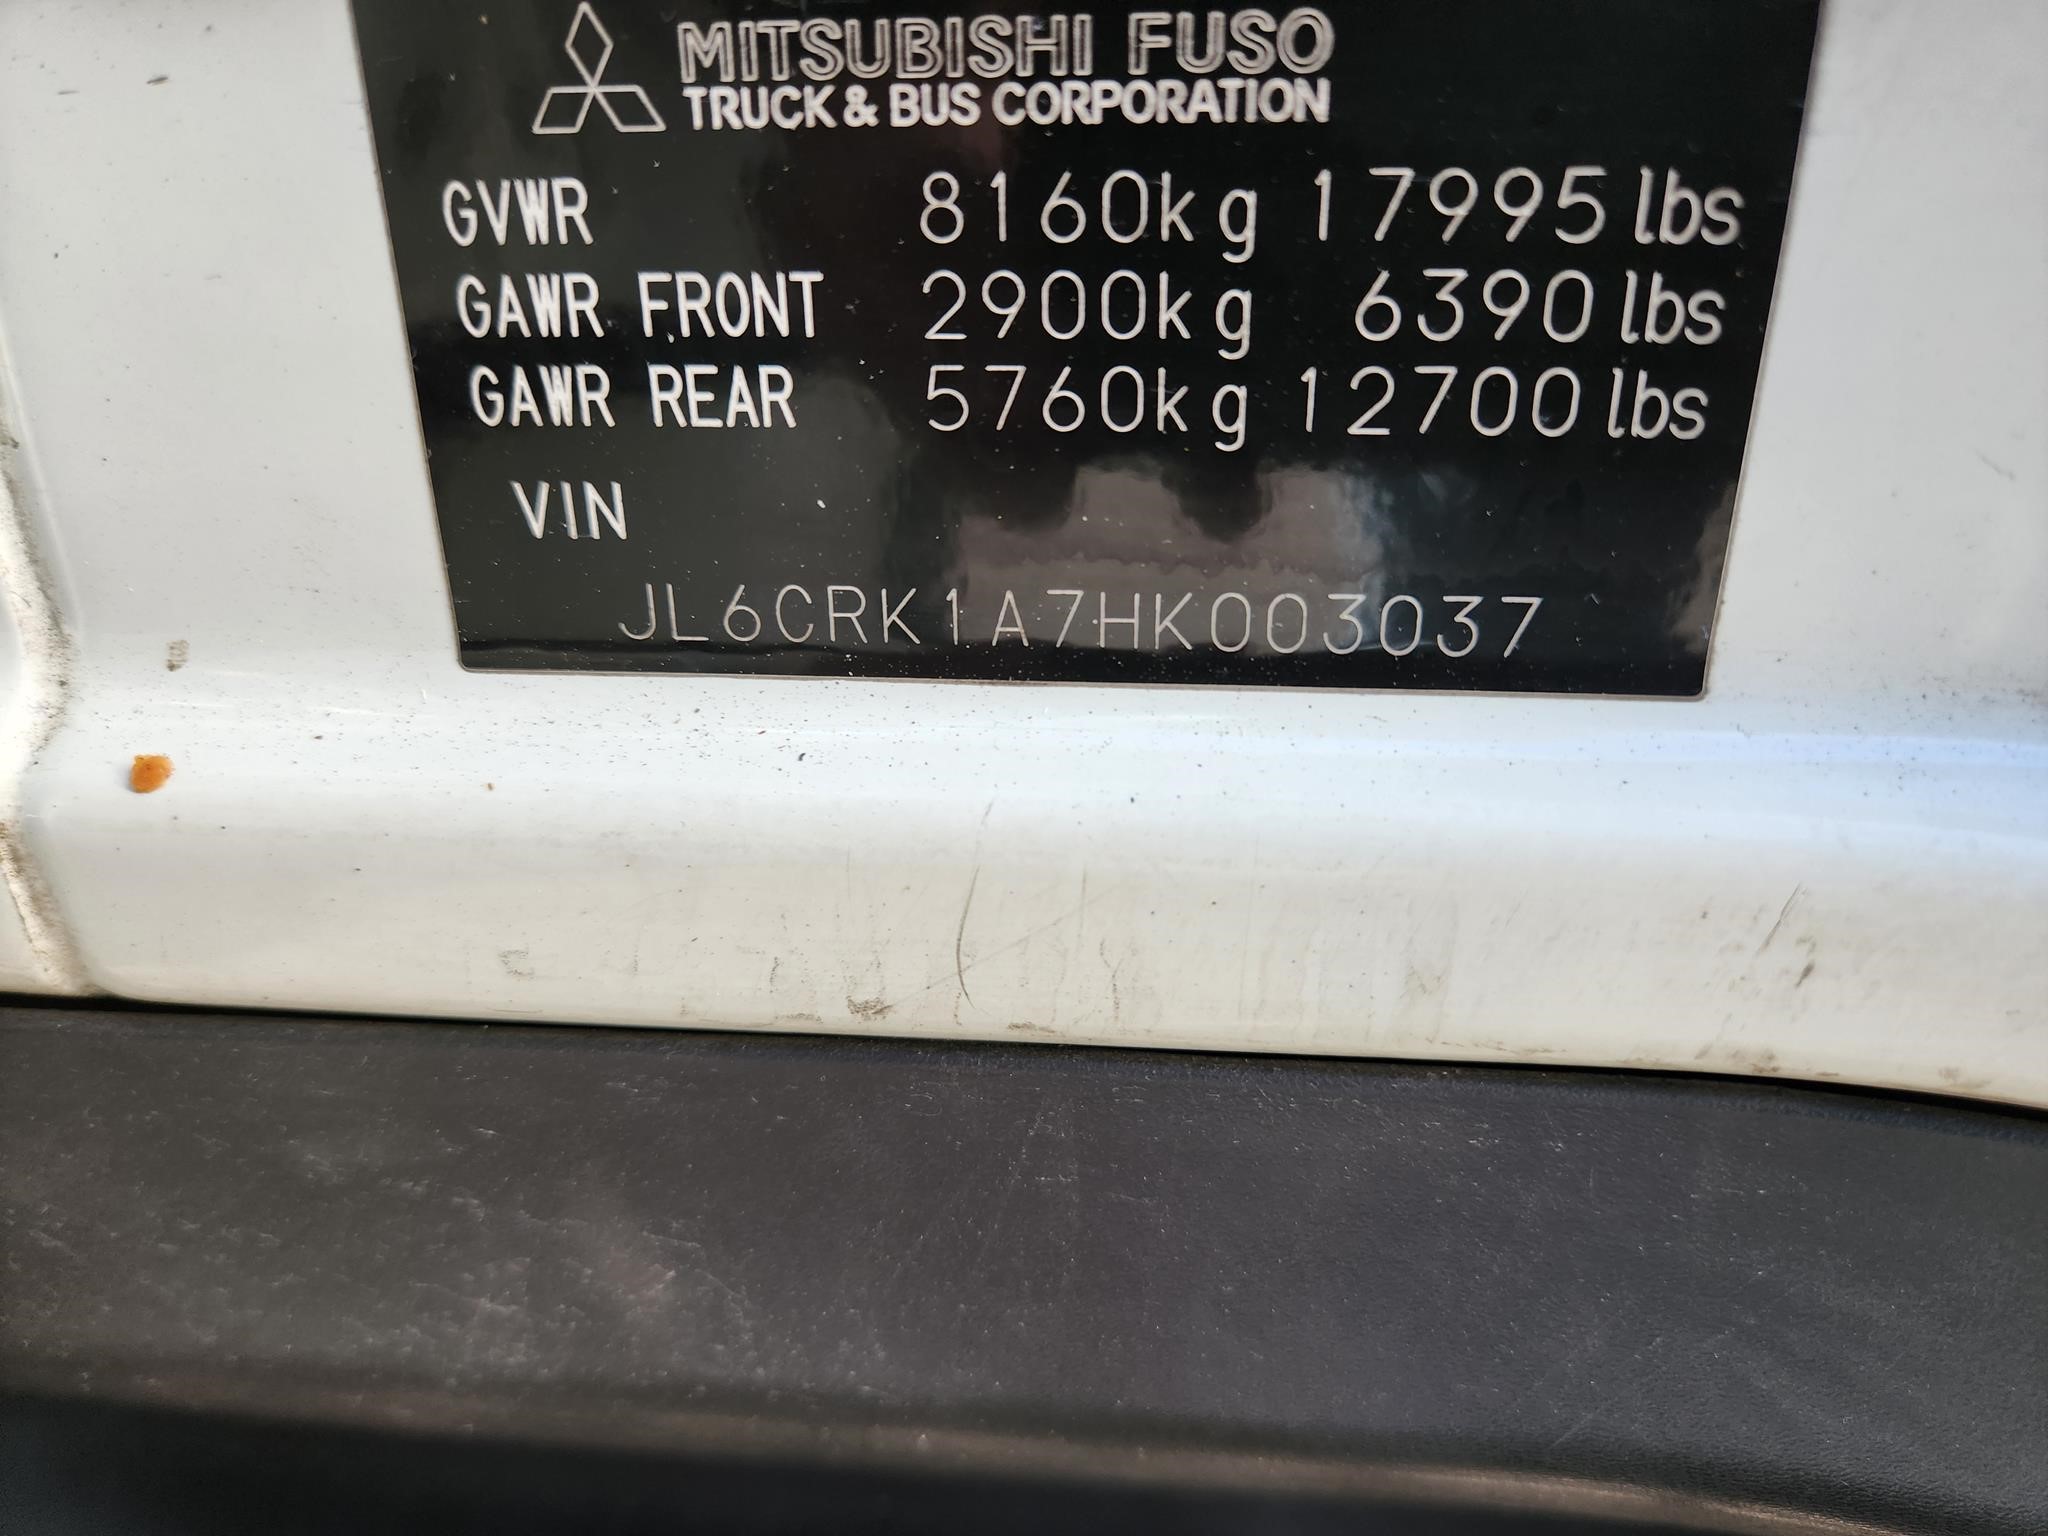 MITSUBISHI FUSO
TRUCK & BUS CORPORATION
GVWR 8160kg 17995 lbs
GAWR FRONT 2900kg 6390 lbs
GAWR REAR 5760kg 12700 lbs
VIN
JL6CRK1A7HK003037